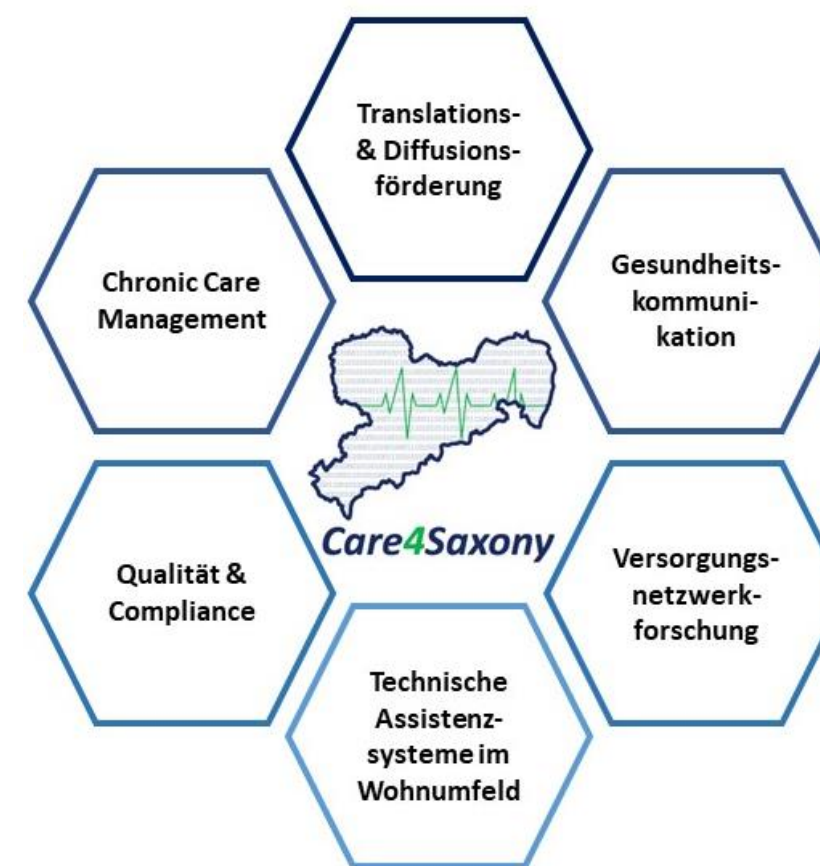 Translations-
& Diffusions-
förderung
Chronic Care
Management
Gesundheits-
kommuni-
kation
Care4Saxony
Qualität &
Compliance
Versorgungs-
netzwerk-
forschung
Technische
Assistenz-
systeme im
Wohnumfeld